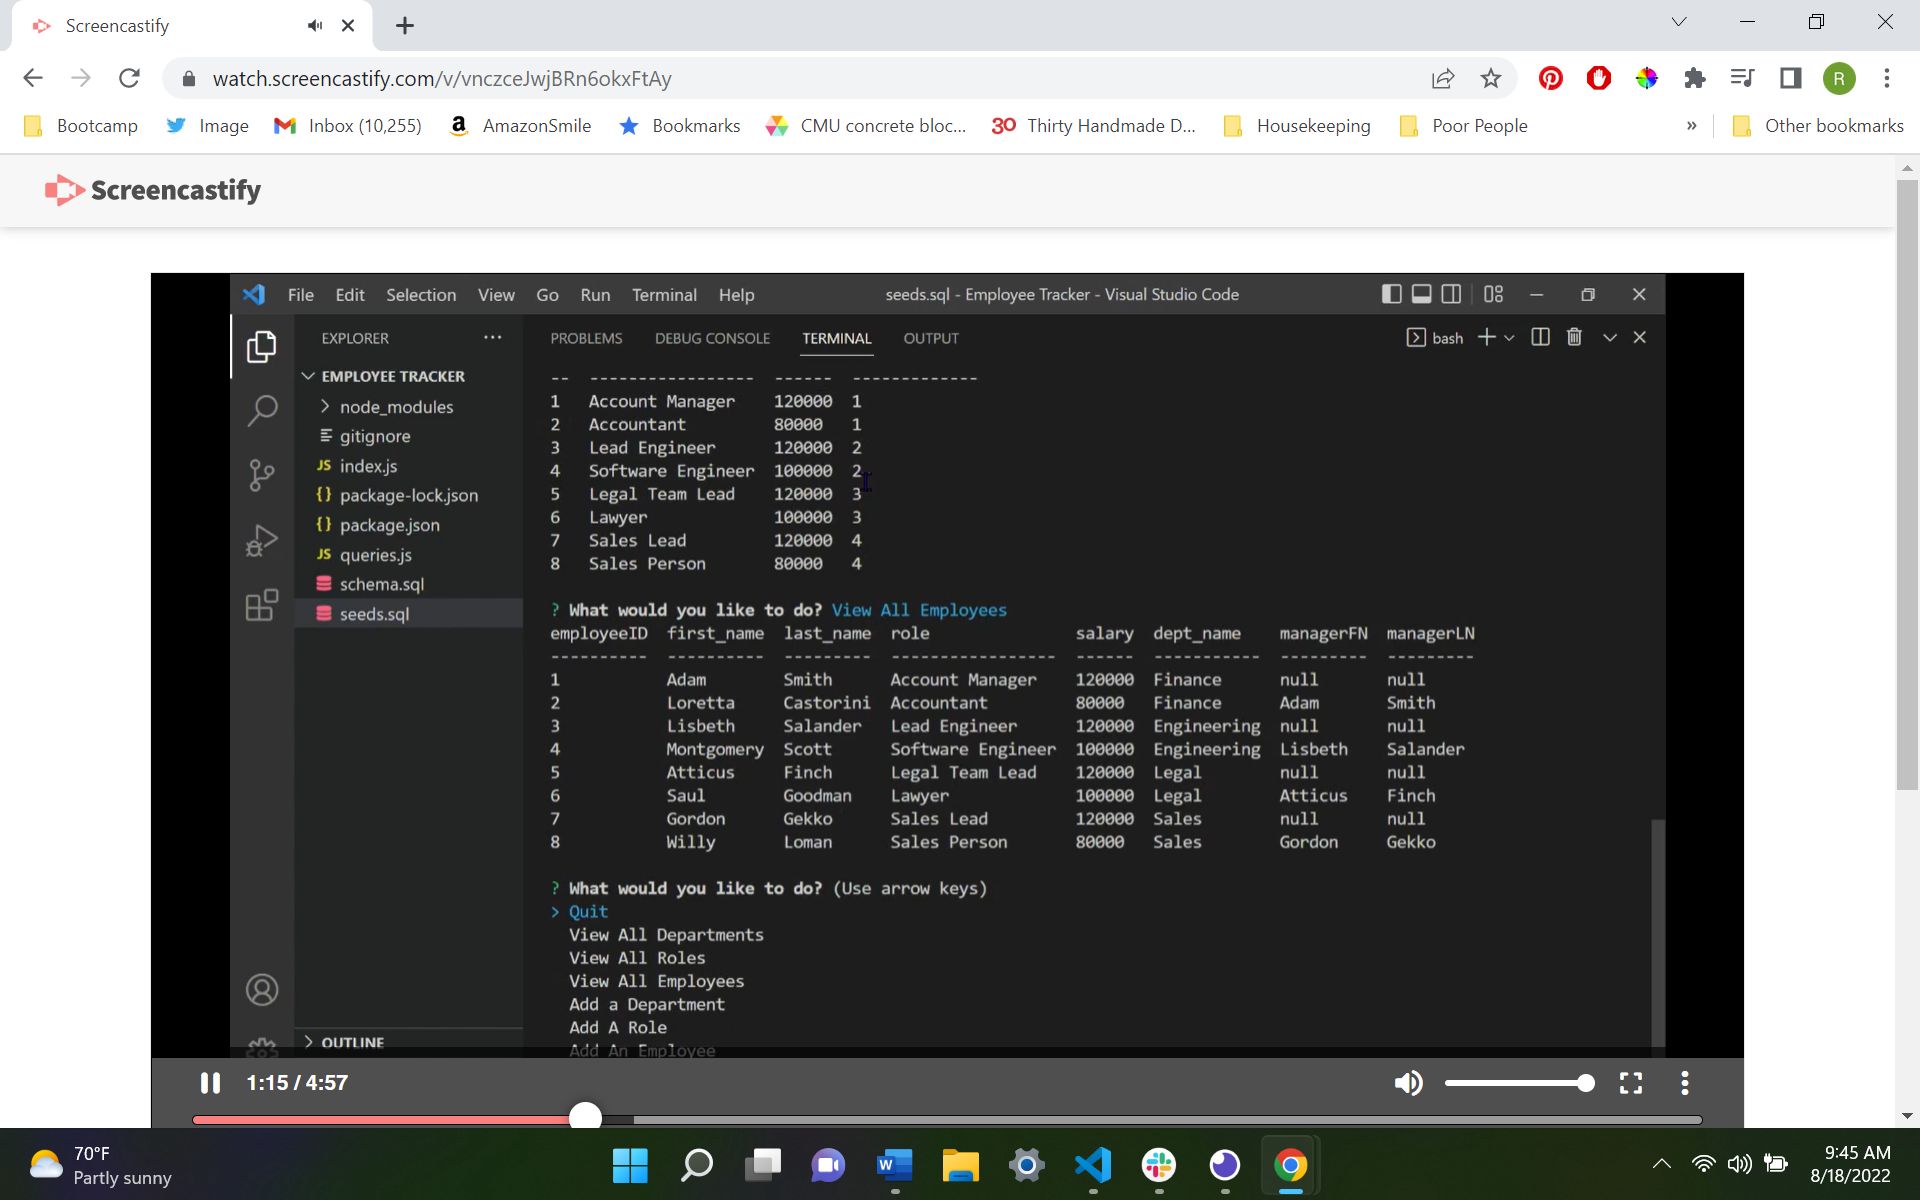 Screencastify
watch.screencastify.com/v/vnczceJwjBRn6okxFtAy
R
Bootcamp Image Inbox (10,255) AmazonSmile Bookmarks CMU concrete bloc... 30 Thirty Handmade D... Housekeeping Poor People » Other bookmarks
Screencastify
File Edit Selection View Go Run Terminal Help seeds.sql - Employee Tracker - Visual Studio Code
EXPLORER ... PROBLEMS DEBUG CONSOLE TERMINAL OUTPUT bash
EMPLOYEE TRACKER
node_modules
gitignore
JS index.js
{} package-lock.json
{} package.json
JS queries.js
schema.sql
seeds.sql
OUTLINE
-- ----------------- ------ -------------
1 Account Manager 120000 1
2 Accountant 80000 1
3 Lead Engineer 120000 2
4 Software Engineer 100000 2
5 Legal Team Lead 120000 3
6 Lawyer 100000 3
7 Sales Lead 120000 4
8 Sales Person 80000 4
? What would you like to do? View All Employees
employeeID first_name last_name role salary dept_name managerFN managerLN
---------- ---------- --------- ----------------- ------ ----------- --------- ---------
1 Adam Smith Account Manager 120000 Finance null null
2 Loretta Castorini Accountant 80000 Finance Adam Smith
3 Lisbeth Salander Lead Engineer 120000 Engineering null null
4 Montgomery Scott Software Engineer 100000 Engineering Lisbeth Salander
5 Atticus Finch Legal Team Lead 120000 Legal null null
6 Saul Goodman Lawyer 100000 Legal Atticus Finch
7 Gordon Gekko Sales Lead 120000 Sales null null
8 Willy Loman Sales Person 80000 Sales Gordon Gekko
? What would you like to do? (Use arrow keys)
> Quit
View All Departments
View All Roles
View All Employees
Add a Department
Add A Role
Add An Employee
1:15 / 4:57
70°F
Partly sunny
9:45 AM
8/18/2022